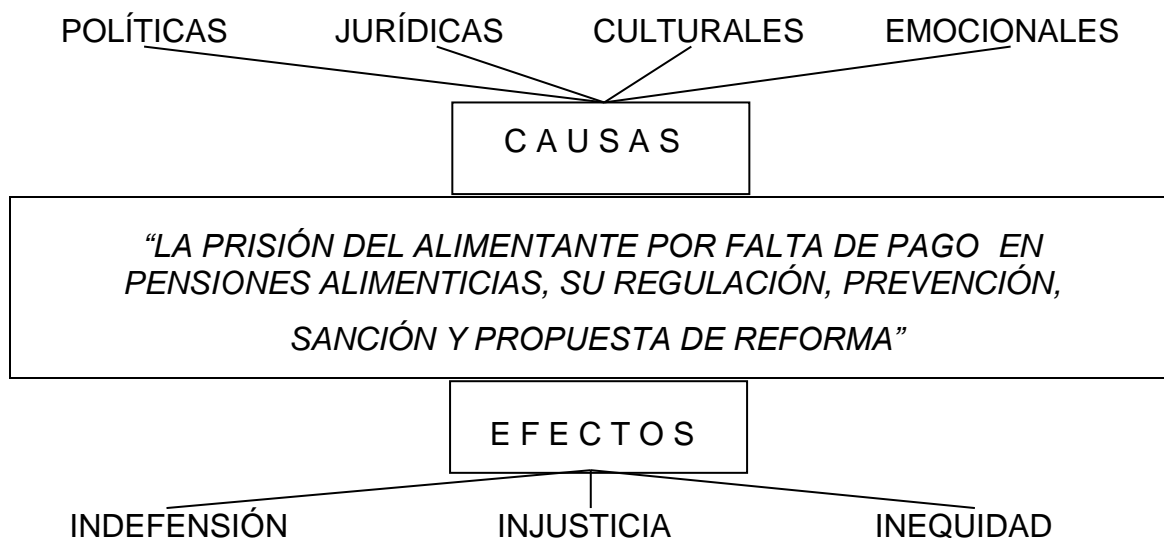 POLÍTICAS JURÍDICAS CULTURALES EMOCIONALES
C A U S A S
“LA PRISIÓN DEL ALIMENTANTE POR FALTA DE PAGO EN
PENSIONES ALIMENTICIAS, SU REGULACIÓN, PREVENCIÓN,
SANCIÓN Y PROPUESTA DE REFORMA”
E F E C T O S
INDEFENSIÓN INJUSTICIA INEQUIDAD